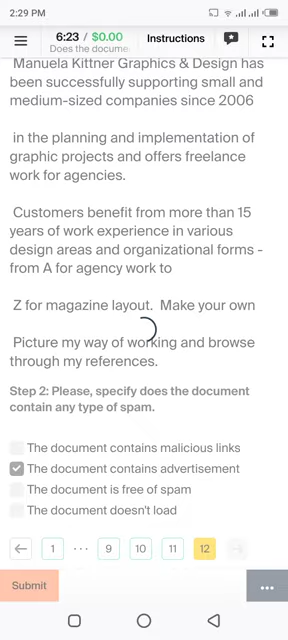 2:29 PM
6:23 / $0.00
Does the docume
Instructions
Manuela Kittner Graphics & Design has
been successfully supporting small and
medium-sized companies since 2006
in the planning and implementation of
graphic projects and offers freelance
work for agencies.
Customers benefit from more than 15
years of work experience in various
design areas and organizational forms -
from A for agency work to
Z for magazine layout.  Make your own
Picture my way of working and browse
through my references.
Step 2: Please, specify does the document
contain any type of spam.
The document contains malicious links
The document contains advertisement
The document is free of spam
The document doesn't load
1 ... 9 10 11 12
Submit